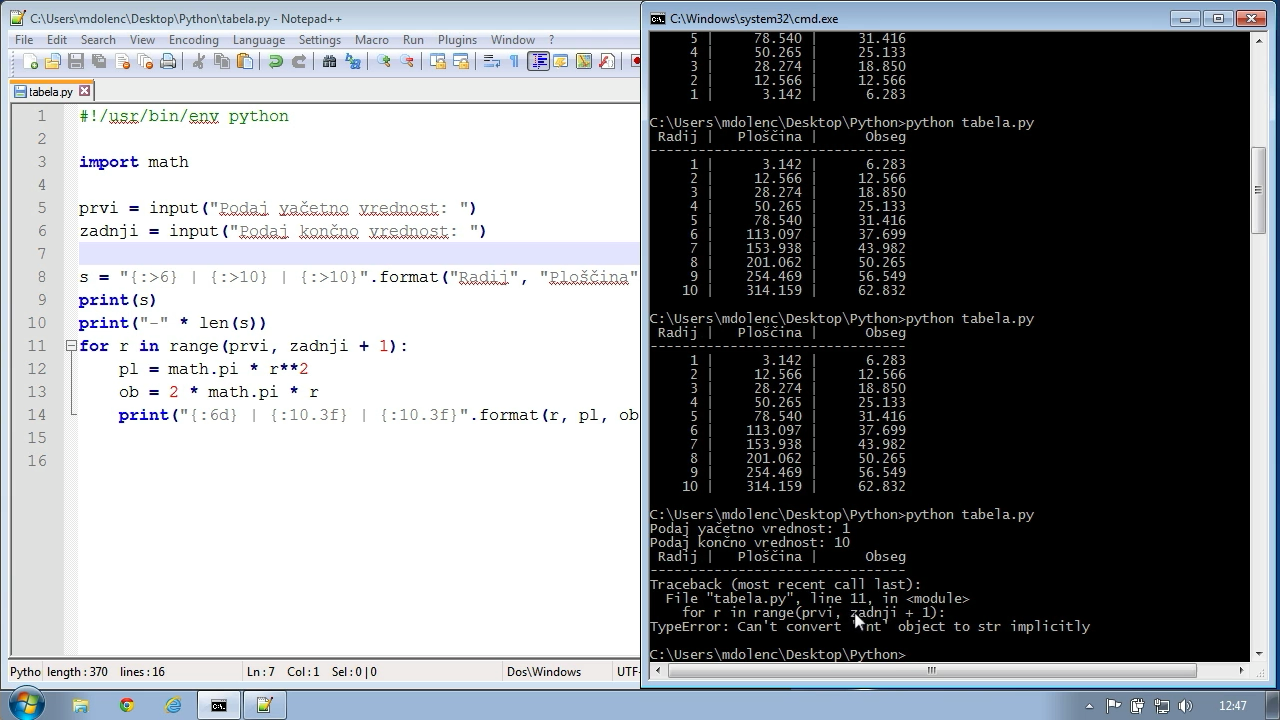 C:\Users\mdolenc\Desktop\Python\tabela.py - Notepad++
File Edit Search View Encoding Language Settings Macro Run Plugins Window ?
tabela.py
1 #!/usr/bin/env python
2
3 import math
4
5 prvi = input("Podaj yačetno vrednost: ")
6 zadnji = input("Podaj končno vrednost: ")
7
8 s = "{:>6} | {:>10} | {:>10}".format("Radij", "Ploščina"
9 print(s)
10 print("-" * len(s))
11 for r in range(prvi, zadnji + 1):
12 pl = math.pi * r**2
13 ob = 2 * math.pi * r
14 print("{:6d} | {:10.3f} | {:10.3f}".format(r, pl, ob
15
16
Pytho length : 370 lines : 16 Ln : 7 Col : 1 Sel : 0 | 0 Dos\Windows UTF-
C:\Windows\system32\cmd.exe
5 | 78.540 | 31.416
4 | 50.265 | 25.133
3 | 28.274 | 18.850
2 | 12.566 | 12.566
1 | 3.142 | 6.283
C:\Users\mdolenc\Desktop\Python>python tabela.py
Radij | Ploščina | Obseg
--------------------------------
1 | 3.142 | 6.283
2 | 12.566 | 12.566
3 | 28.274 | 18.850
4 | 50.265 | 25.133
5 | 78.540 | 31.416
6 | 113.097 | 37.699
7 | 153.938 | 43.982
8 | 201.062 | 50.265
9 | 254.469 | 56.549
10 | 314.159 | 62.832
C:\Users\mdolenc\Desktop\Python>python tabela.py
Radij | Ploščina | Obseg
--------------------------------
1 | 3.142 | 6.283
2 | 12.566 | 12.566
3 | 28.274 | 18.850
4 | 50.265 | 25.133
5 | 78.540 | 31.416
6 | 113.097 | 37.699
7 | 153.938 | 43.982
8 | 201.062 | 50.265
9 | 254.469 | 56.549
10 | 314.159 | 62.832
C:\Users\mdolenc\Desktop\Python>python tabela.py
Podaj yačetno vrednost: 1
Podaj končno vrednost: 10
Radij | Ploščina | Obseg
--------------------------------
Traceback (most recent call last):
File "tabela.py", line 11, in <module>
for r in range(prvi, zadnji + 1):
TypeError: Can't convert 'int' object to str implicitly
C:\Users\mdolenc\Desktop\Python>
12:47